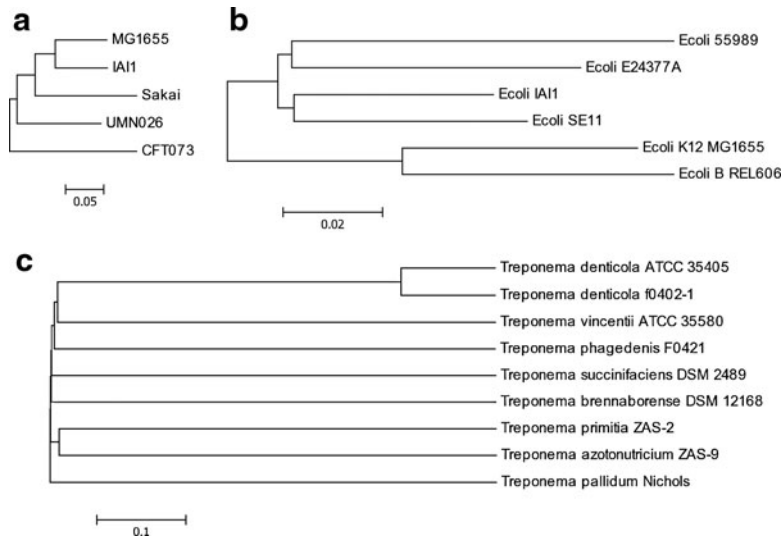 a
MG1655
IAI1
Sakai
UMN026
CFT073
0.05
b
Ecoli 55989
Ecoli E24377A
Ecoli IAI1
Ecoli SE11
Ecoli K12 MG1655
Ecoli B REL606
0.02
c
Treponema denticola ATCC 35405
Treponema denticola f0402-1
Treponema vincentii ATCC 35580
Treponema phagedenis F0421
Treponema succinifaciens DSM 2489
Treponema brennaborense DSM 12168
Treponema primitia ZAS-2
Treponema azotonutricium ZAS-9
Treponema pallidum Nichols
0.1